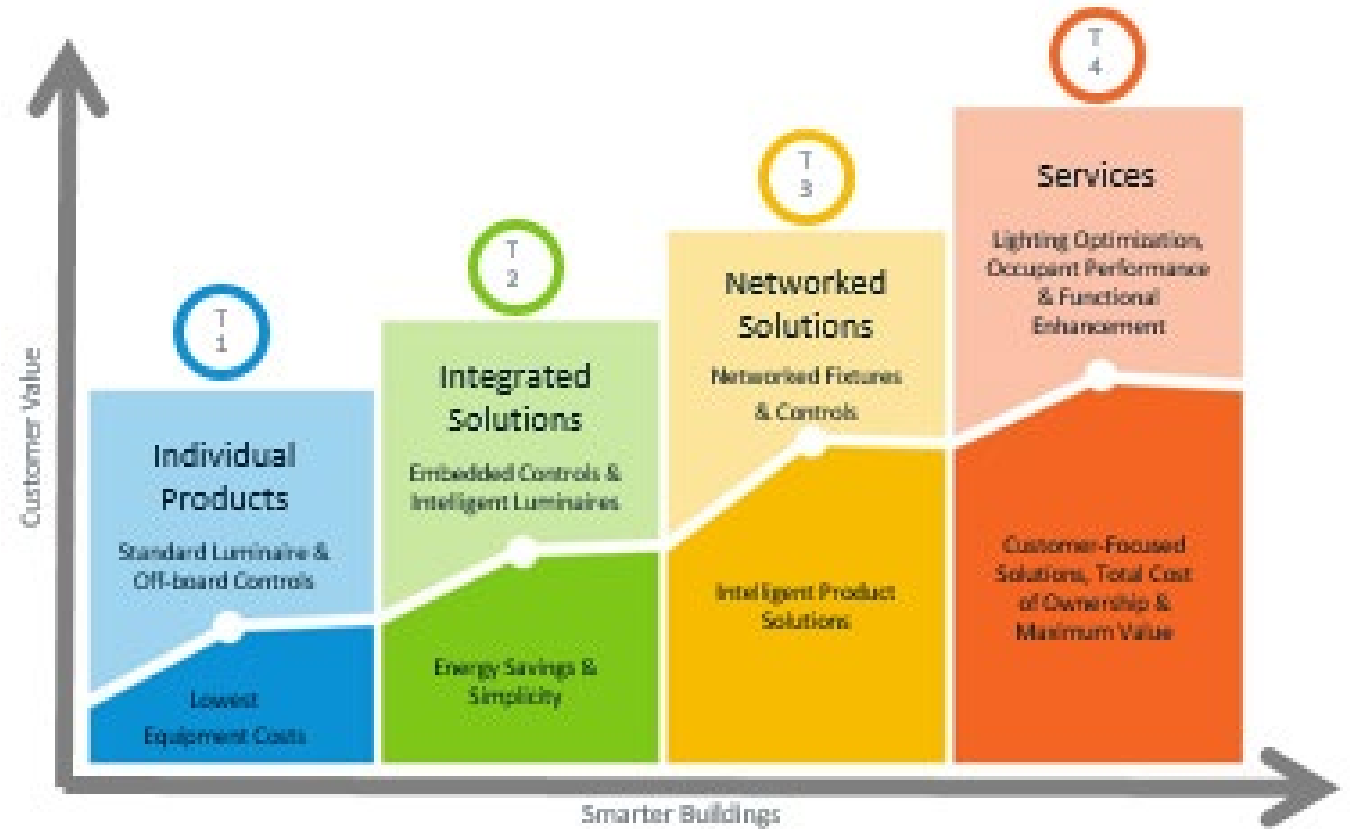 T
1
Individual
Products
Standard Luminaire &
Off-board Controls
Lowest
Equipment Costs
T
2
Integrated
Solutions
Embedded Controls &
Intelligent Luminaires
Energy Savings &
Simplicity
T
3
Networked
Solutions
Networked Fixtures
& Controls
Intelligent Product
Solutions
T
4
Services
Lighting Optimization,
Occupant Performance
& Functional
Enhancement
Customer-Focused
Solutions, Total Cost
of Ownership &
Maximum Value
Customer Value
Smarter Buildings